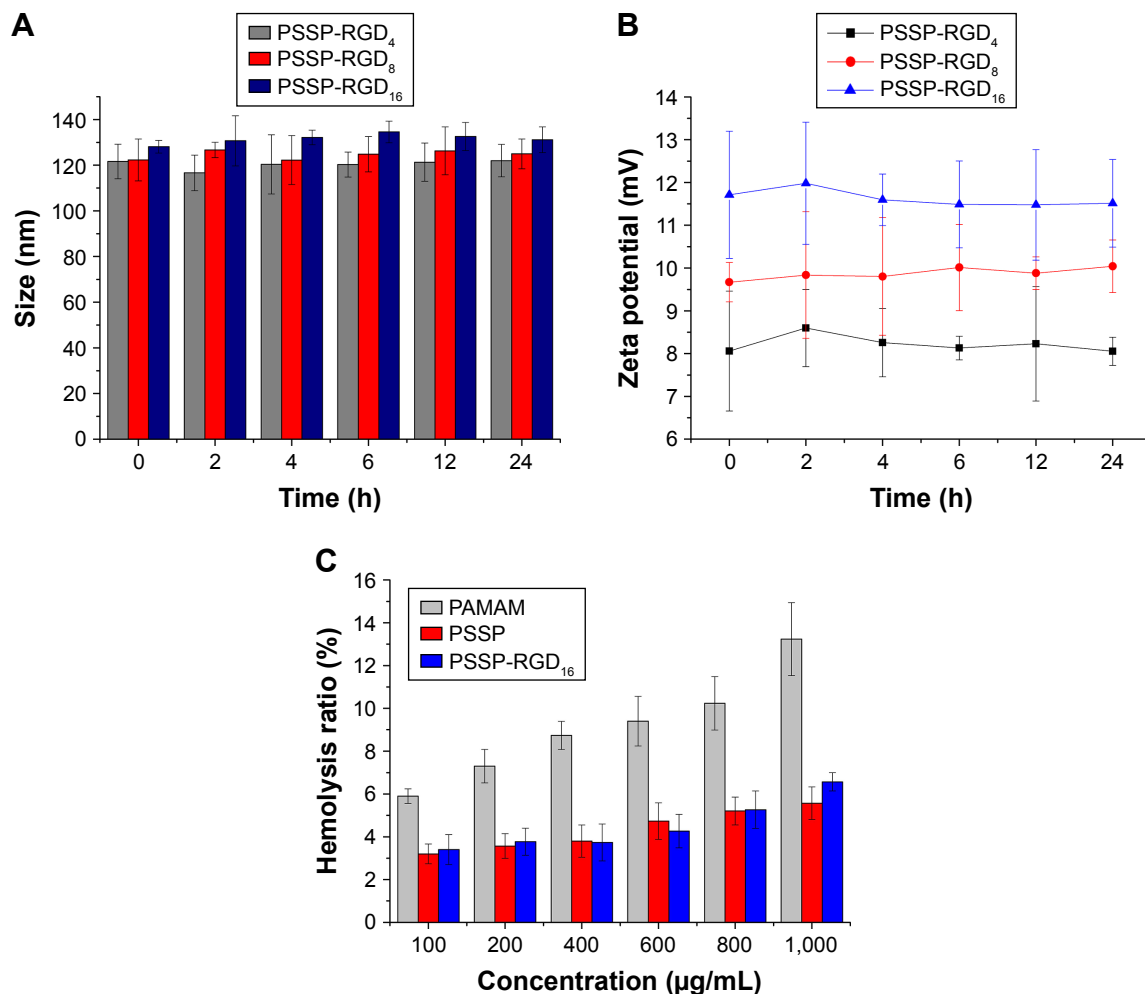 A
PSSP-RGD4
PSSP-RGD8
PSSP-RGD16
140
120
100
80
60
40
20
0
Size (nm)
0 2 4 6 12 24
Time (h)
B
PSSP-RGD4
PSSP-RGD8
PSSP-RGD16
14
13
12
11
10
9
8
7
6
Zeta potential (mV)
0 2 4 6 12 24
Time (h)
C
PAMAM
PSSP
PSSP-RGD16
16
14
12
10
8
6
4
2
0
Hemolysis ratio (%)
100 200 400 600 800 1,000
Concentration (µg/mL)